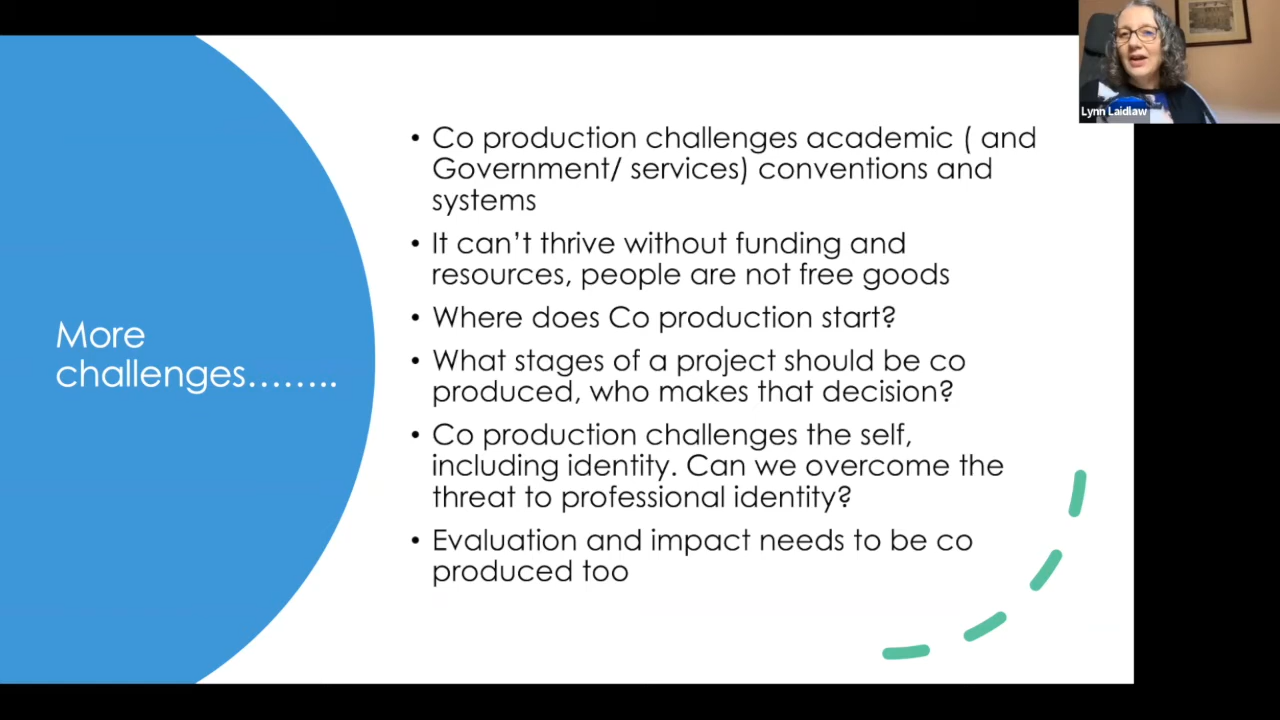 More
challenges........
• Co production challenges academic ( and
Government/ services) conventions and
systems
• It can’t thrive without funding and
resources, people are not free goods
• Where does Co production start?
• What stages of a project should be co
produced, who makes that decision?
• Co production challenges the self,
including identity. Can we overcome the
threat to professional identity?
• Evaluation and impact needs to be co
produced too
Lynn Laidlaw